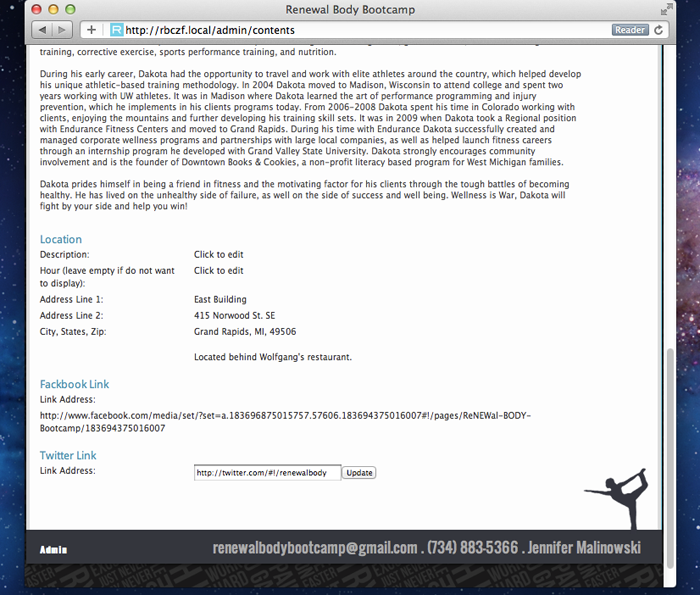 Renewal Body Bootcamp
http://rbczf.local/admin/contents
Reader
training, corrective exercise, sports performance training, and nutrition.
During his early career, Dakota had the opportunity to travel and work with elite athletes around the country, which helped develop
his unique athletic-based training methodology. In 2004 Dakota moved to Madison, Wisconsin to attend college and spent two
years working with UW athletes. It was in Madison where Dakota learned the art of performance programming and injury
prevention, which he implements in his clients programs today. From 2006-2008 Dakota spent his time in Colorado working with
clients, enjoying the mountains and further developing his training skill sets. It was in 2009 when Dakota took a Regional position
with Endurance Fitness Centers and moved to Grand Rapids. During his time with Endurance Dakota successfully created and
managed corporate wellness programs and partnerships with large local companies, as well as helped launch fitness careers
through an internship program he developed with Grand Valley State University. Dakota strongly encourages community
involvement and is the founder of Downtown Books & Cookies, a non-profit literacy based program for West Michigan families.
Dakota prides himself in being a friend in fitness and the motivating factor for his clients through the tough battles of becoming
healthy. He has lived on the unhealthy side of failure, as well on the side of success and well being. Wellness is War, Dakota will
fight by your side and help you win!
Location
Description: Click to edit
Hour (leave empty if do not want Click to edit
to display):
Address Line 1: East Building
Address Line 2: 415 Norwood St. SE
City, States, Zip: Grand Rapids, MI, 49506
Located behind Wolfgang's restaurant.
Fackbook Link
Link Address:
http://www.facebook.com/media/set/?set=a.183696875015757.57606.183694375016007#!/pages/ReNEWal-BODY-
Bootcamp/183694375016007
Twitter Link
Link Address: http://twitter.com/#!/renewalbody Update
Admin renewalbodybootcamp@gmail.com . (734) 883-5366 . Jennifer Malinowski